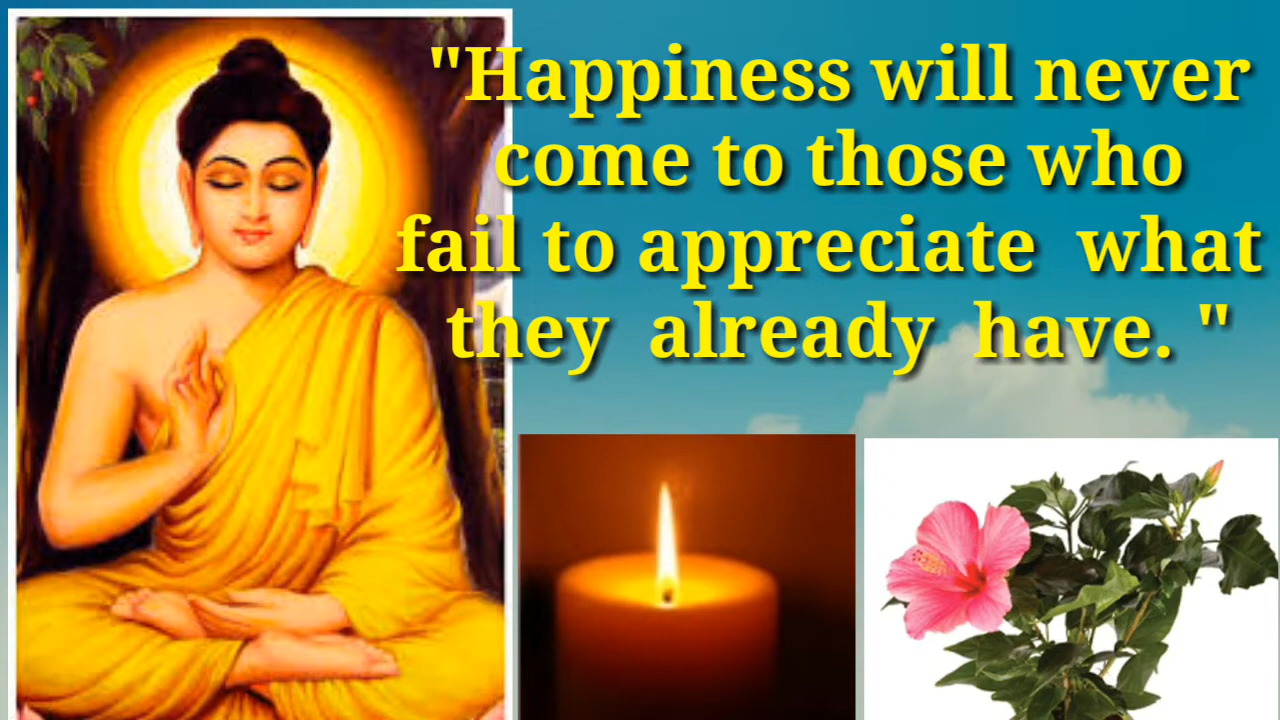 "Happiness will never
come to those who
fail to appreciate  what
they  already  have. "